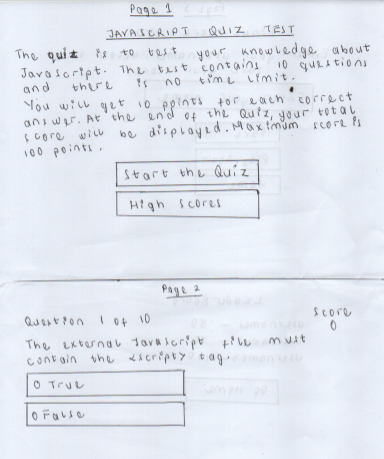 Page 1
JAVASCRIPT QUIZ TEST
The quiz is to test your knowledge about
Javascript. The test contains 10 questions
and there is no time limit.
You will get 10 points for each correct
answer. At the end of the Quiz, your total
score will be displayed. Maximum score is
100 points.
Start the Quiz
High Scores
Page 2
Question 1 of 10
Score
0
The external Javascript file must
contain the <script> tag.
O True
O False